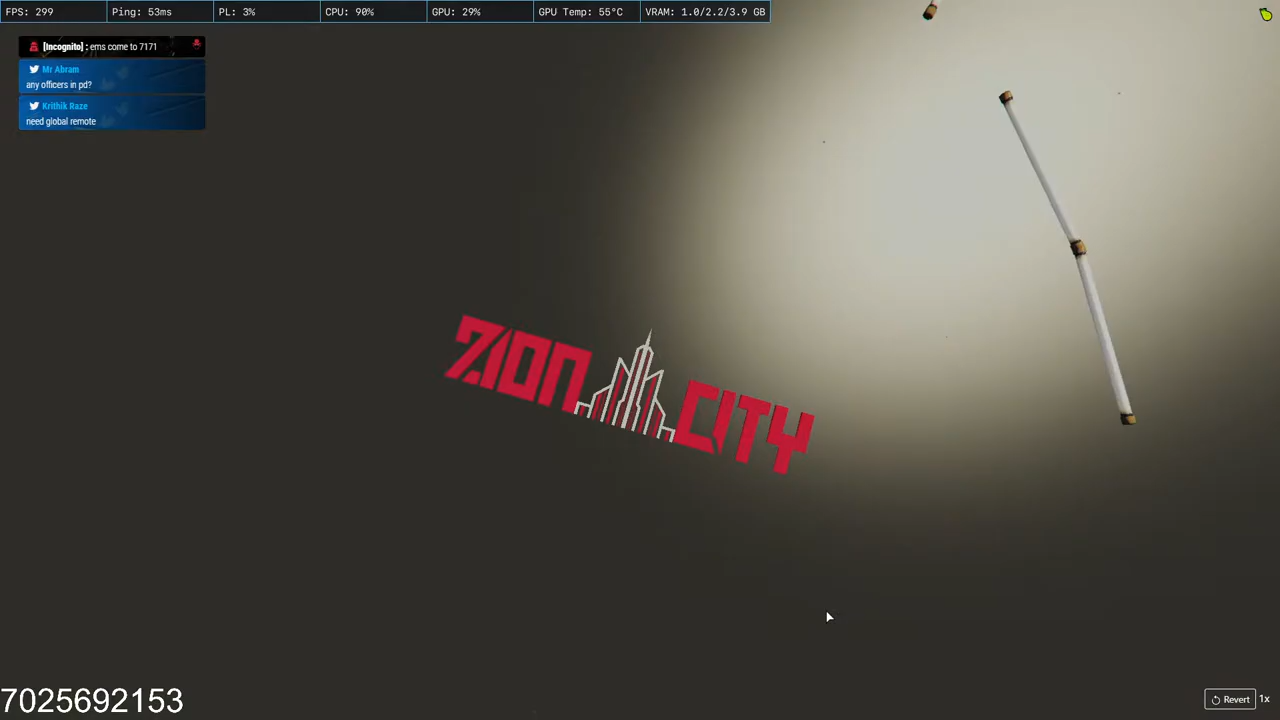 FPS: 299 Ping: 53ms PL: 3% CPU: 90% GPU: 29% GPU Temp: 55°C VRAM: 1.0/2.2/3.9 GB
[Incognito] : ems come to 7171
Mr Abram
any officers in pd?
Krithik Raze
need global remote
ZION CITY
7025692153
Revert 1x